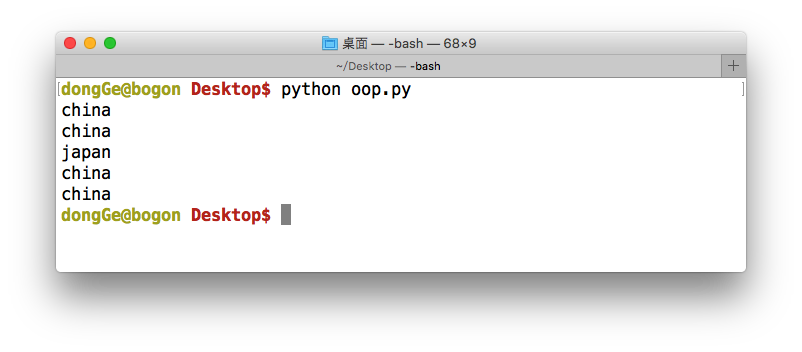 桌面 — -bash — 68×9
~/Desktop — -bash
dongGe@bogon Desktop$ python oop.py
china
china
japan
china
china
dongGe@bogon Desktop$